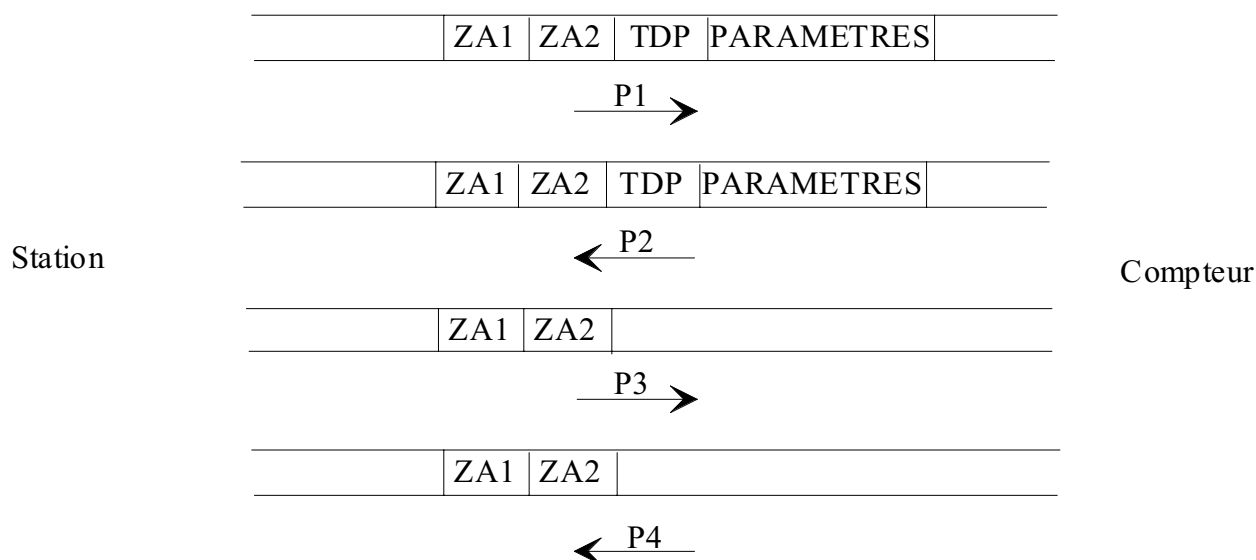 ZA1 ZA2 TDP PARAMETRES
P1
ZA1 ZA2 TDP PARAMETRES
P2
Station
Compteur
ZA1 ZA2
P3
ZA1 ZA2
P4